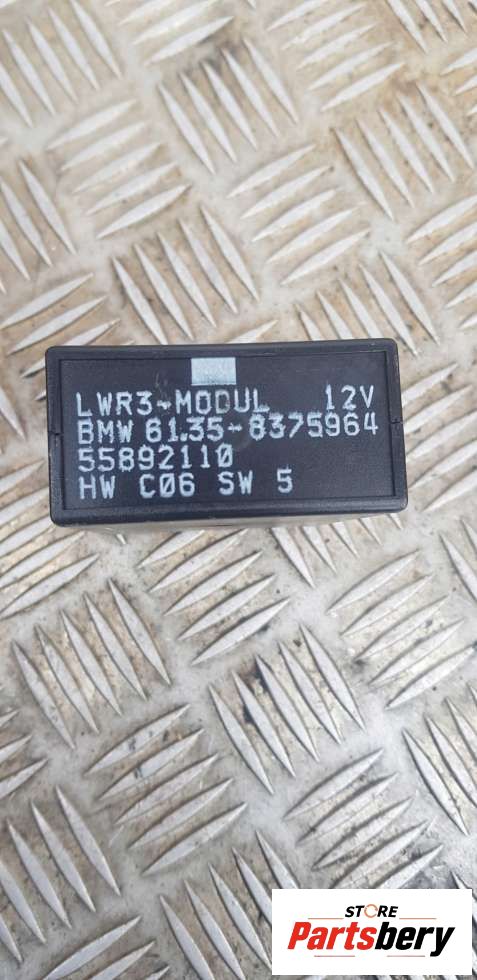 LWR3-MODUL 12V
BMW 61.35-8375964
55892110
HW C06 SW 5
STORE
Partsbery